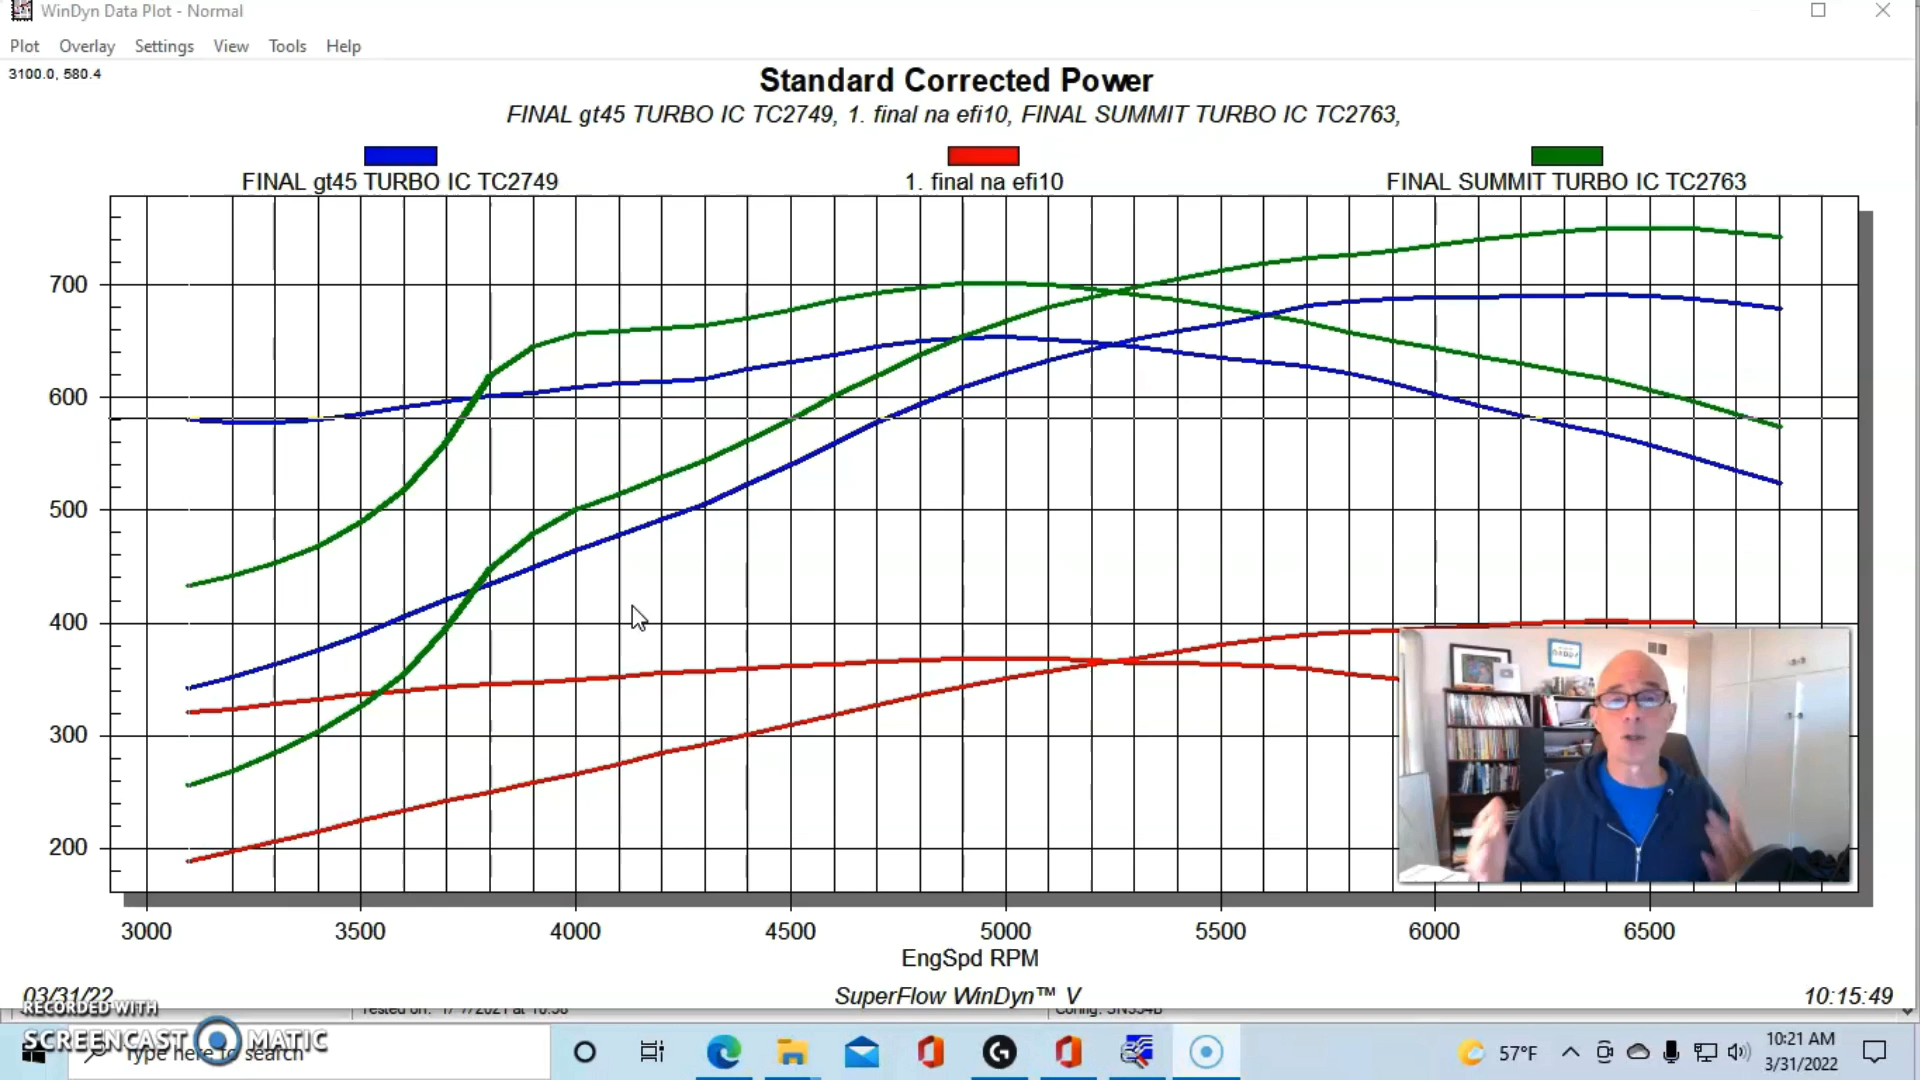 WinDyn Data Plot - Normal
Plot Overlay Settings View Tools Help
3100.0, 580.4
Standard Corrected Power
FINAL gt45 TURBO IC TC2749, 1. final na efi10, FINAL SUMMIT TURBO IC TC2763,
FINAL gt45 TURBO IC TC2749
1. final na efi10
FINAL SUMMIT TURBO IC TC2763
700
600
500
400
300
200
3000 3500 4000 4500 5000 5500 6000 6500
EngSpd RPM
03/31/22
SuperFlow WinDyn™ V
10:15:49
RECORDED WITH
SCREENCAST MATIC
Type here to search
57°F
10:21 AM
3/31/2022